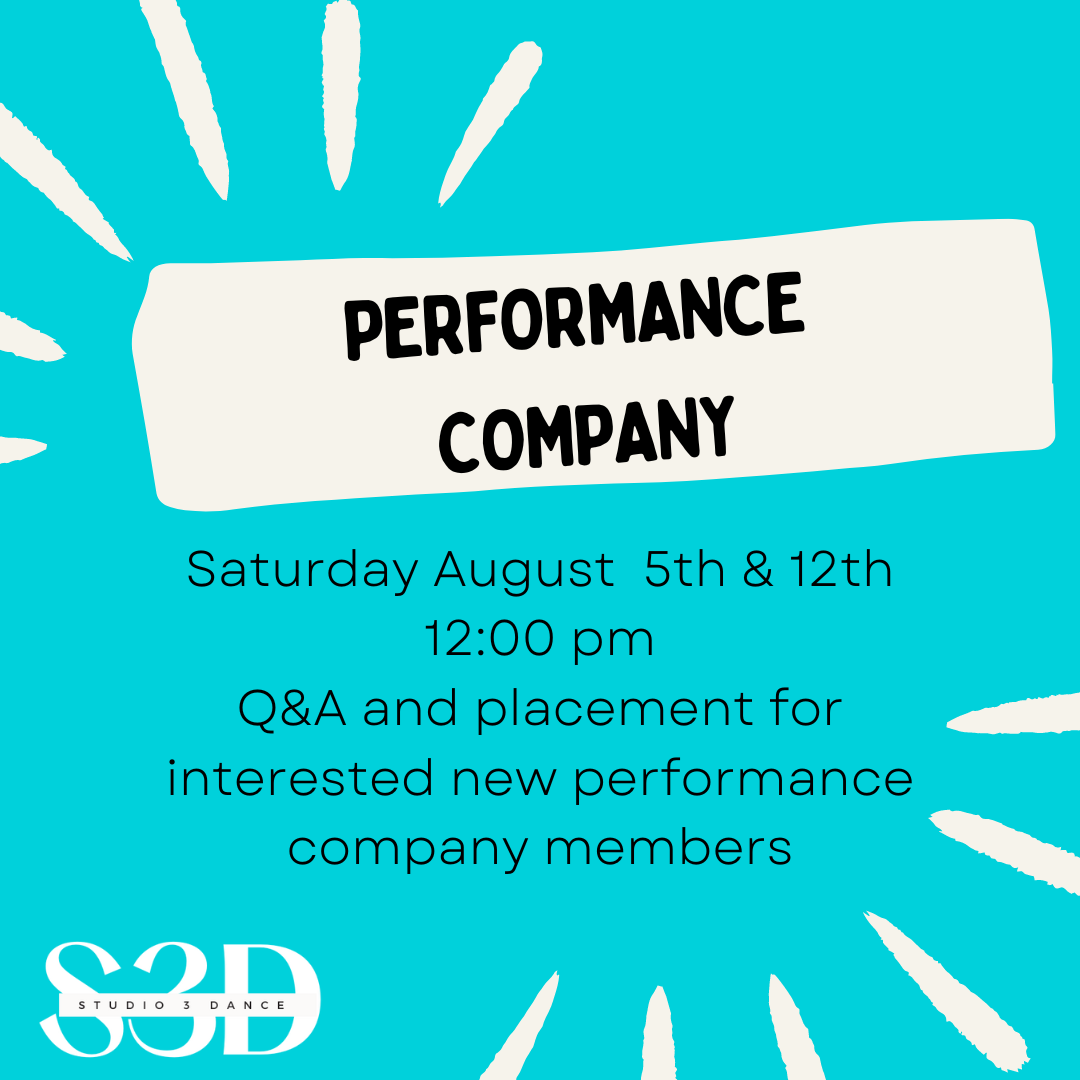 PERFORMANCE
COMPANY
Saturday August 5th & 12th
12:00 pm
Q&A and placement for
interested new performance
company members
S3D
STUDIO 3 DANCE